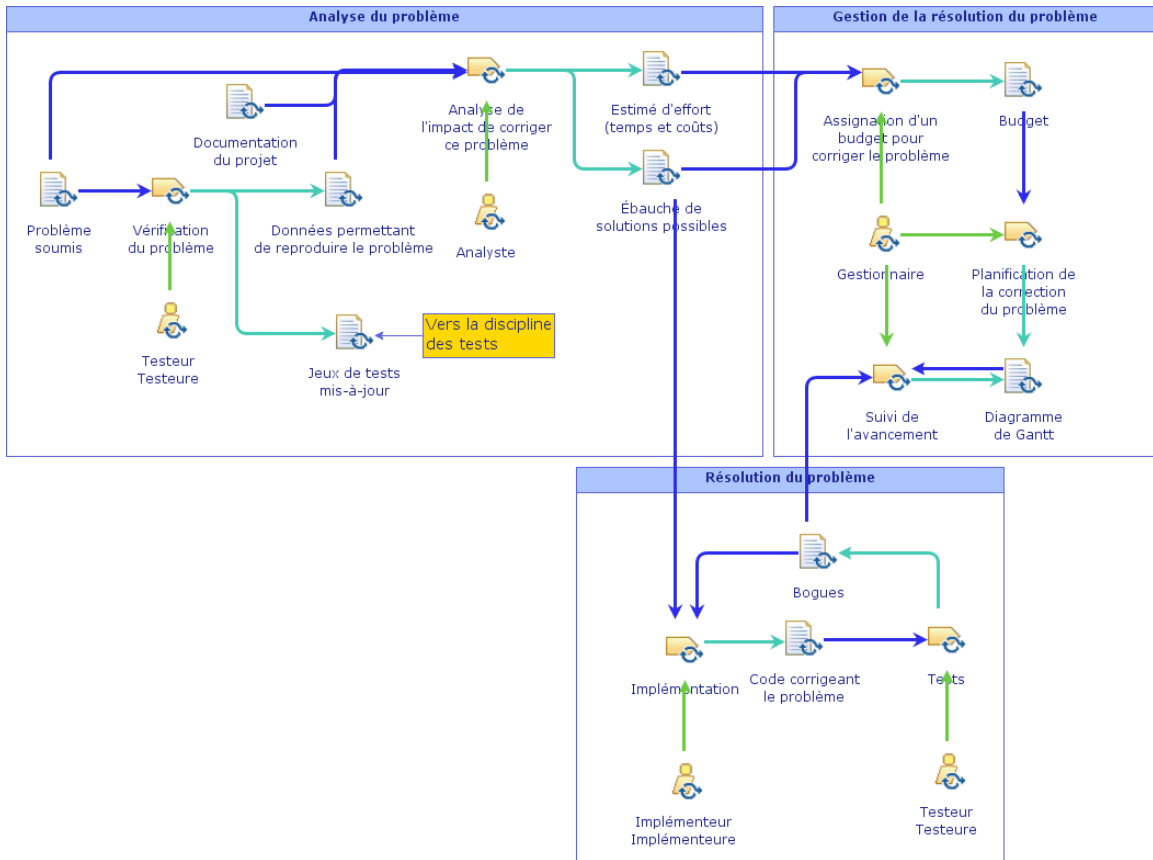 Analyse du problème
Gestion de la résolution du problème
Documentation
du projet
Analyse de
l'impact de corriger
ce problème
Estimé d'effort
(temps et coûts)
Assignation d'un
budget pour
corriger le problème
Budget
Problème
soumis
Vérification
du problème
Données permettant
de reproduire le problème
Analyste
Ébauche de
solutions possibles
Gestionnaire
Planification de
la correction
du problème
Testeur
Testeure
Jeux de tests
mis-à-jour
Vers la discipline
des tests
Suivi de
l'avancement
Diagramme
de Gantt
Résolution du problème
Bogues
Implémentation
Code corrigeant
le problème
Tests
Implémenteur
Implémenteure
Testeur
Testeure